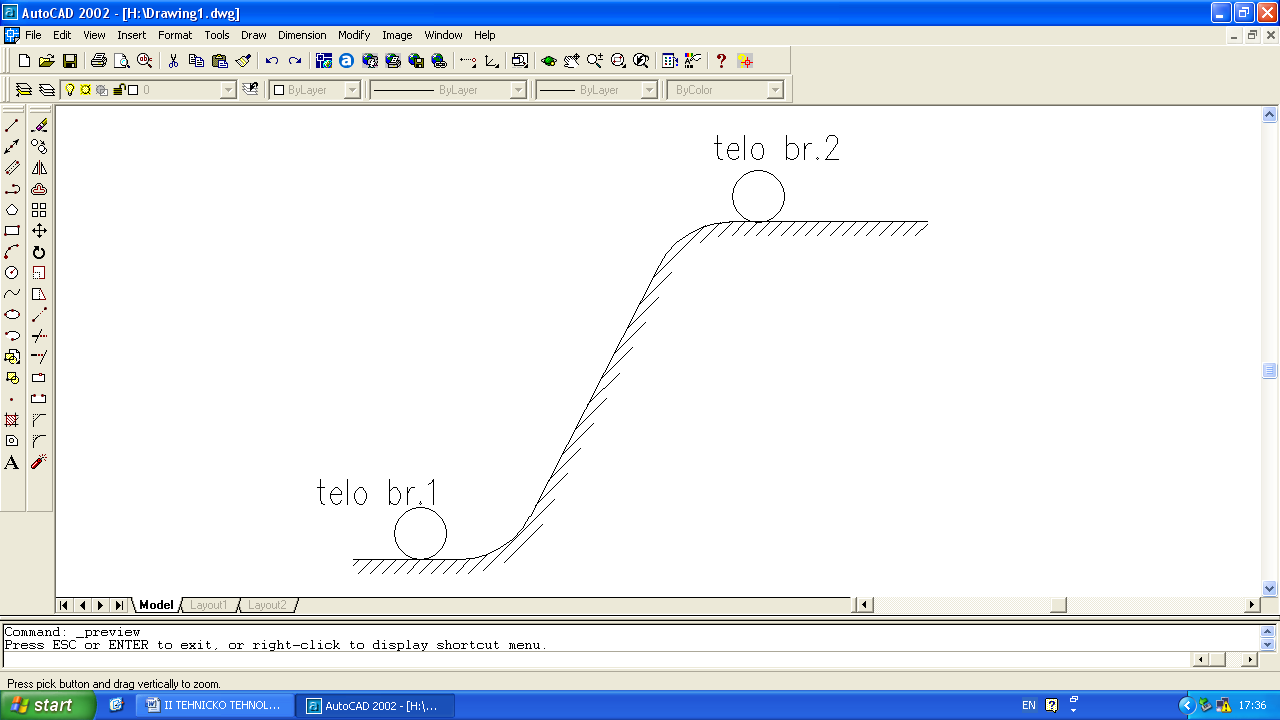 AutoCAD 2002 - [H:\Drawing1.dwg]
File Edit View Insert Format Tools Draw Dimension Modify Image Window Help
0 ByLayer ByLayer ByLayer ByColor
telo br.2
telo br.1
Model Layout1 Layout2
Command: _preview
Press ESC or ENTER to exit, or right-click to display shortcut menu.
Press pick button and drag vertically to zoom.
start II TEHNICKO TEHNOL... AutoCAD 2002 - [H:\... EN 17:36